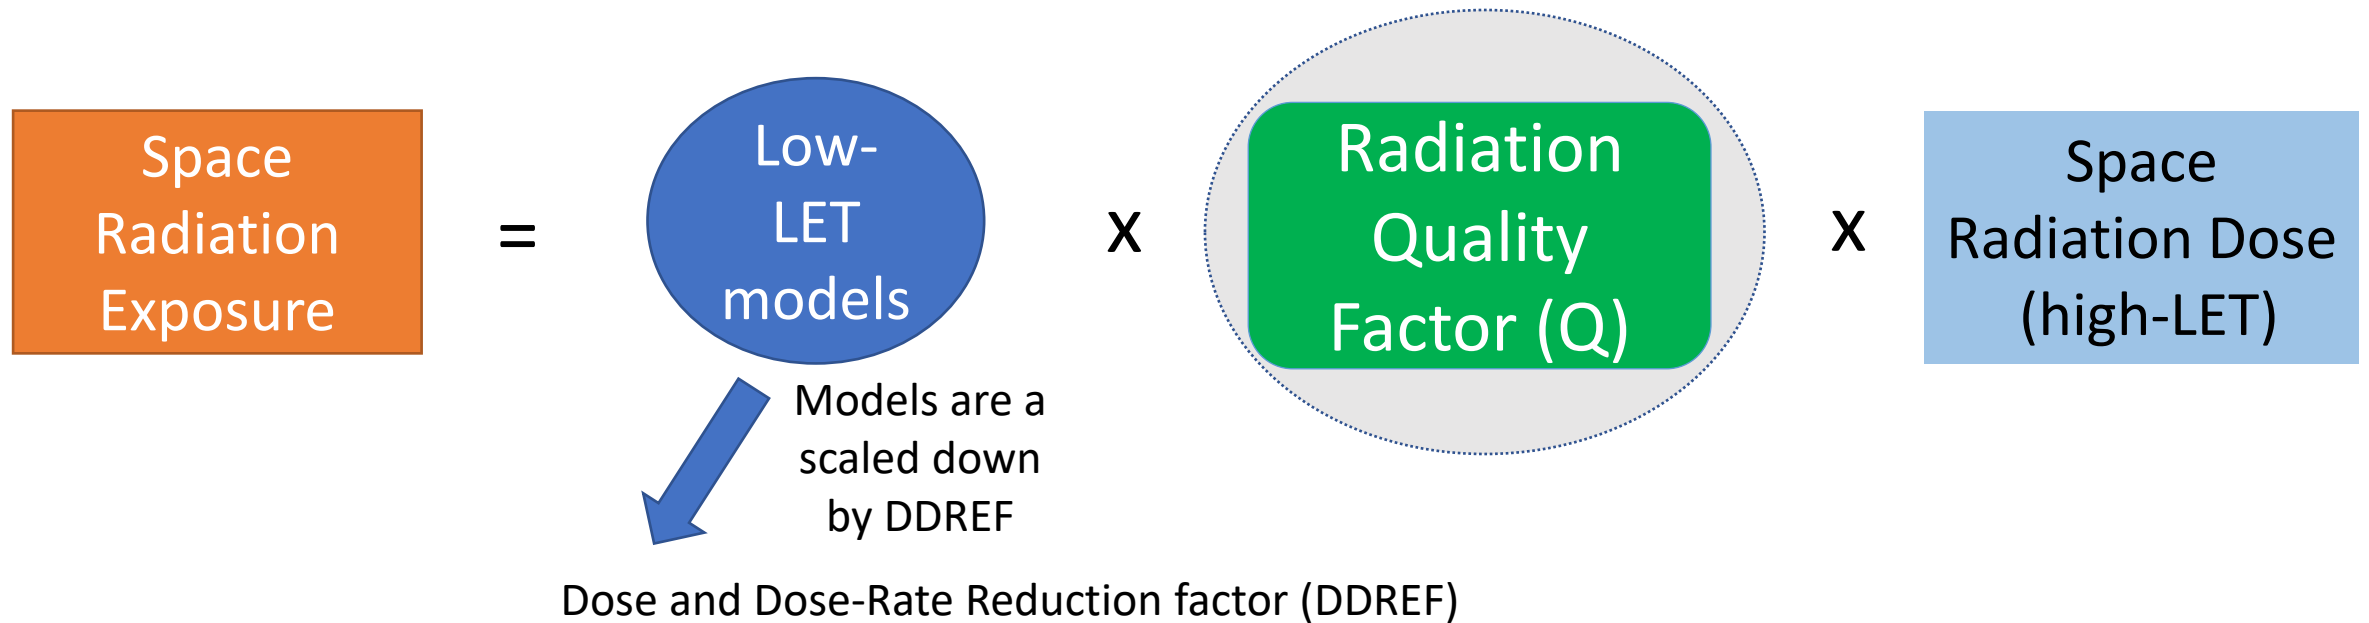 Space
Radiation
Exposure
=
Low-
LET
models
x
Radiation
Quality
Factor (Q)
x
Space
Radiation Dose
(high-LET)
Models are a
scaled down
by DDREF
Dose and Dose-Rate Reduction factor (DDREF)